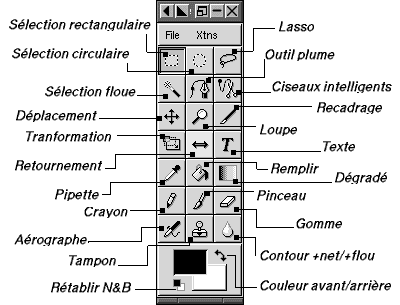 Sélection rectangulaire
Lasso
File Xtns
Sélection circulaire
Outil plume
Sélection floue
Ciseaux intelligents
Déplacement
Recadrage
Tranformation
Loupe
T
Texte
Retournement
Remplir
Dégradé
Pipette
Pinceau
Crayon
Gomme
Aérographe
Tampon
Contour +net/+flou
Rétablir N&B
Couleur avant/arrière